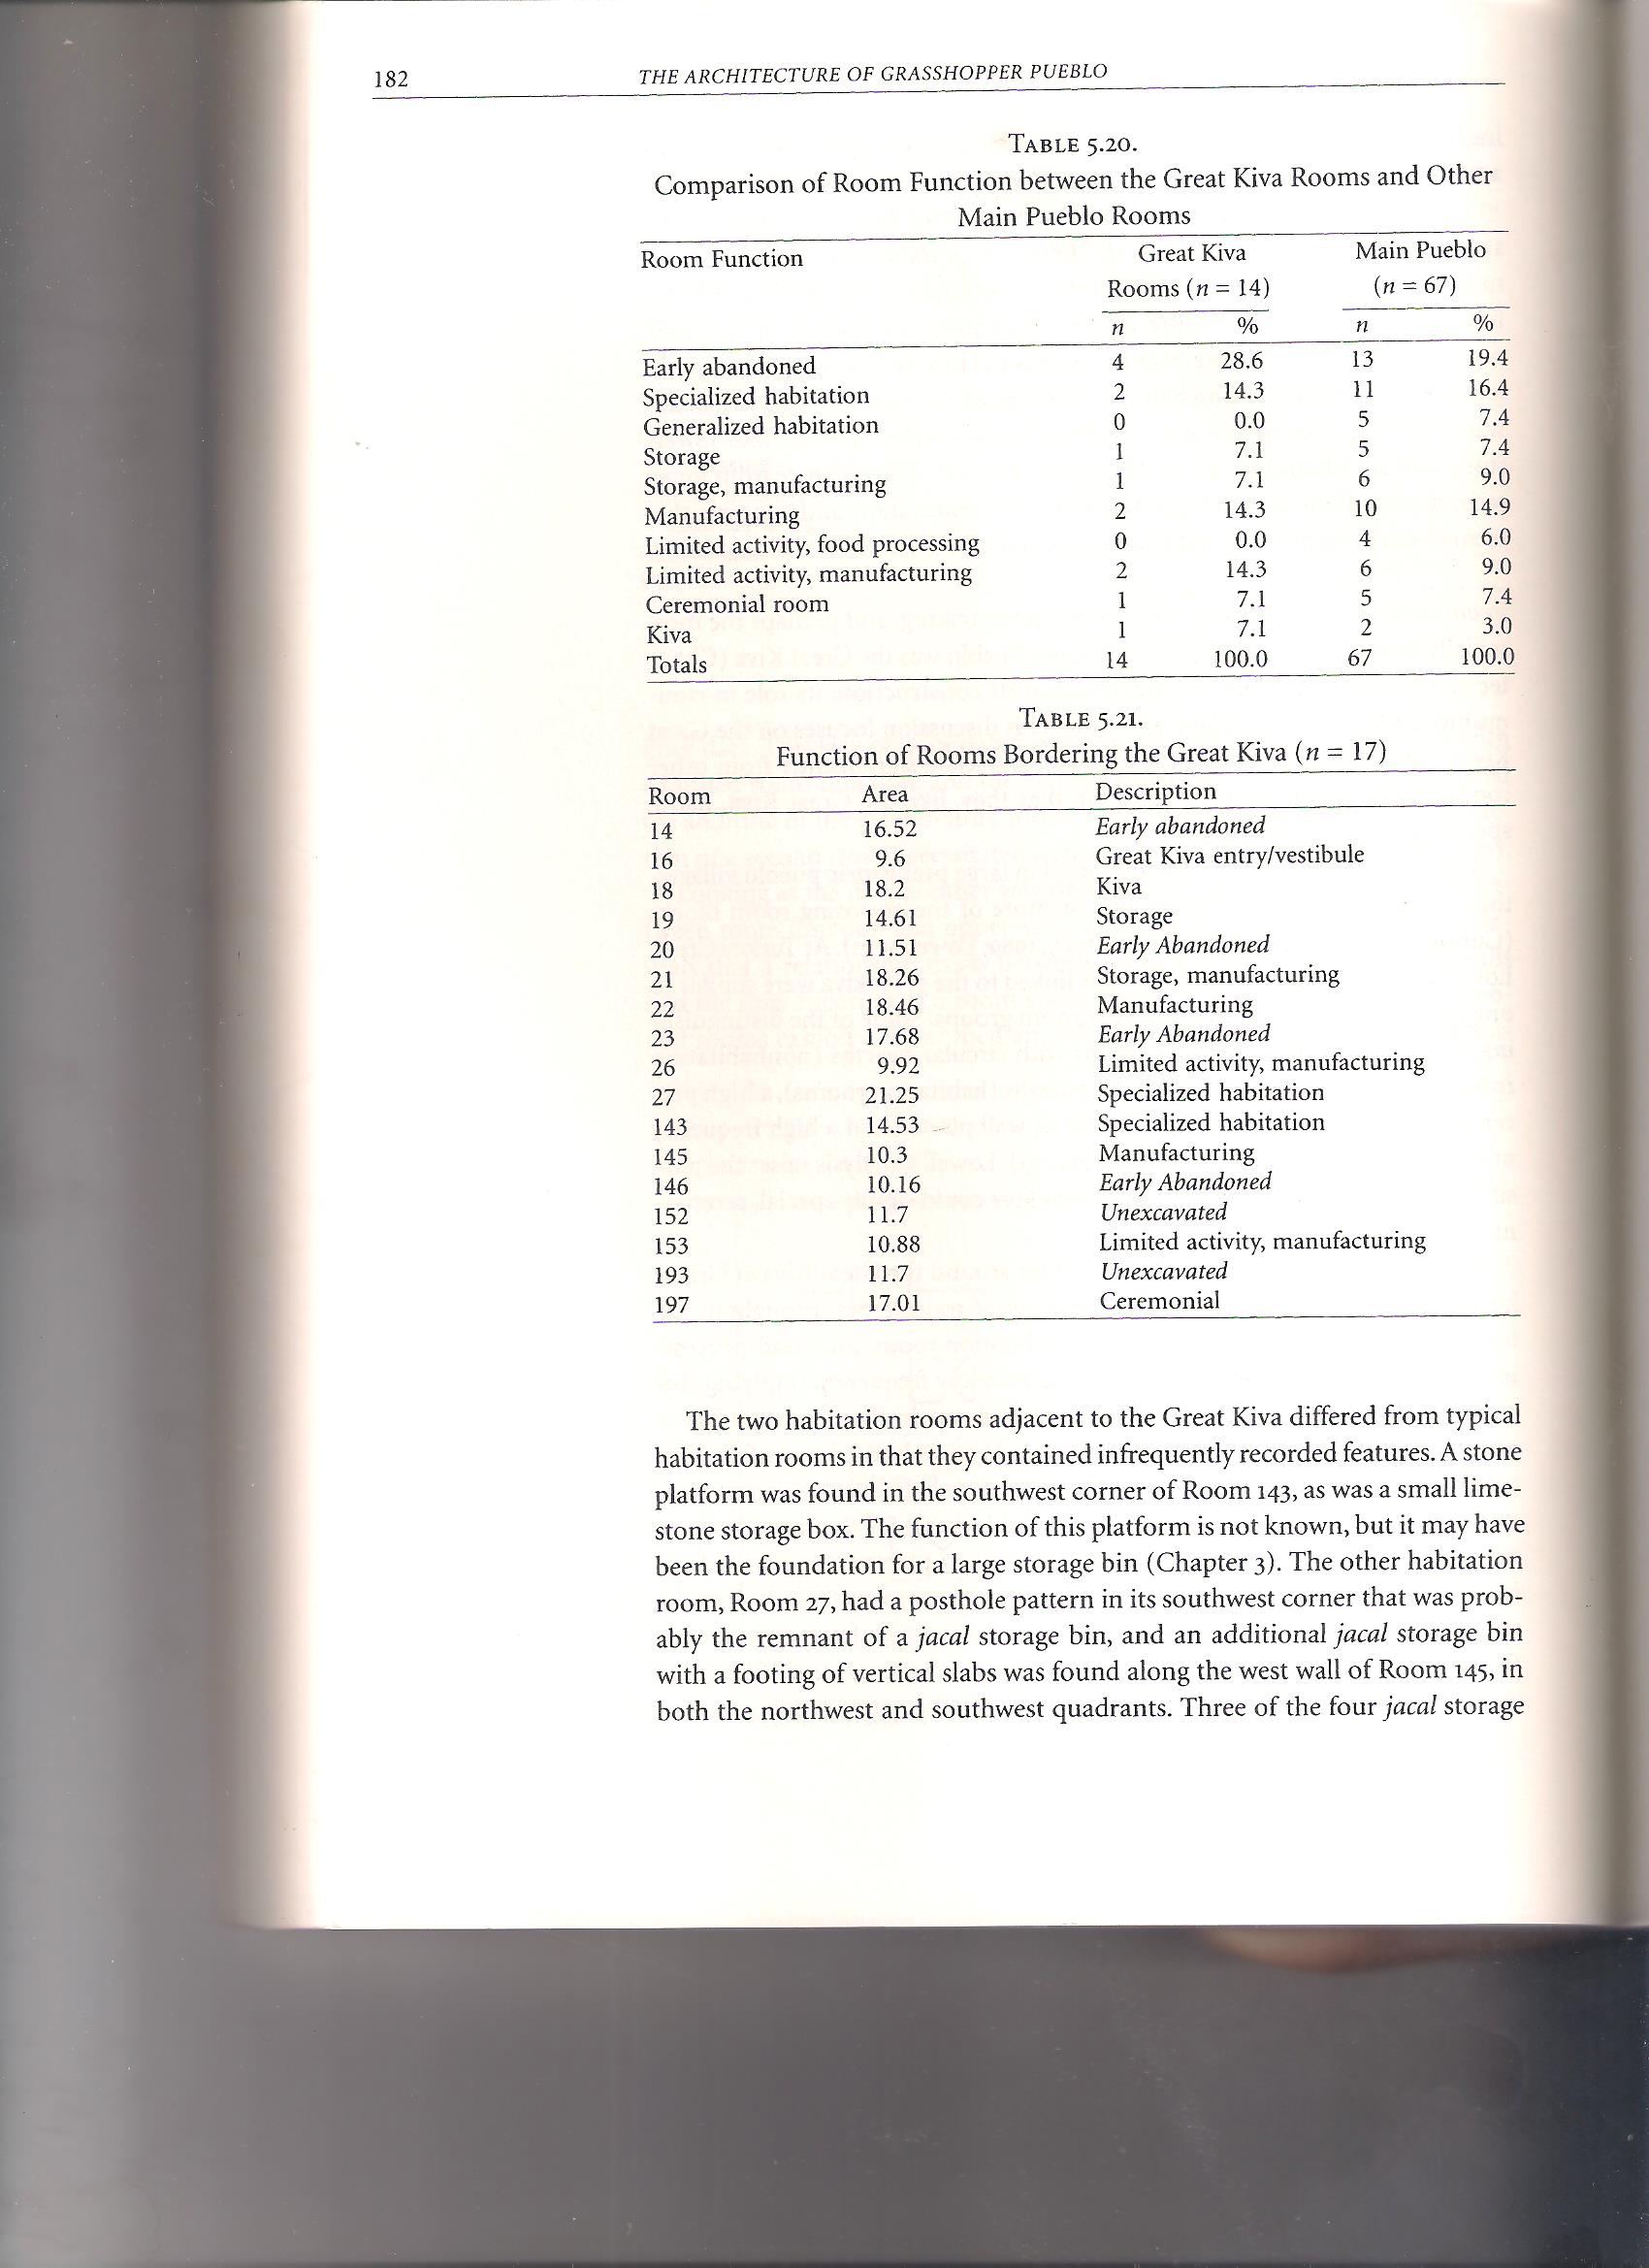 182 THE ARCHITECTURE OF GRASSHOPPER PUEBLO
TABLE 5.20.
Comparison of Room Function between the Great Kiva Rooms and Other
Main Pueblo Rooms
Room Function Great Kiva Main Pueblo
Rooms (n = 14) (n = 67)
n % n %
Early abandoned 4 28.6 13 19.4
Specialized habitation 2 14.3 11 16.4
Generalized habitation 0 0.0 5 7.4
Storage 1 7.1 5 7.4
Storage, manufacturing 1 7.1 6 9.0
Manufacturing 2 14.3 10 14.9
Limited activity, food processing 0 0.0 4 6.0
Limited activity, manufacturing 2 14.3 6 9.0
Ceremonial room 1 7.1 5 7.4
Kiva 1 7.1 2 3.0
Totals 14 100.0 67 100.0
TABLE 5.21.
Function of Rooms Bordering the Great Kiva (n = 17)
Room Area Description
14 16.52 Early abandoned
16 9.6 Great Kiva entry/vestibule
18 18.2 Kiva
19 14.61 Storage
20 11.51 Early Abandoned
21 18.26 Storage, manufacturing
22 18.46 Manufacturing
23 17.68 Early Abandoned
26 9.92 Limited activity, manufacturing
27 21.25 Specialized habitation
143 14.53 Specialized habitation
145 10.3 Manufacturing
146 10.16 Early Abandoned
152 11.7 Unexcavated
153 10.88 Limited activity, manufacturing
193 11.7 Unexcavated
197 17.01 Ceremonial
The two habitation rooms adjacent to the Great Kiva differed from typical
habitation rooms in that they contained infrequently recorded features. A stone
platform was found in the southwest corner of Room 143, as was a small lime-
stone storage box. The function of this platform is not known, but it may have
been the foundation for a large storage bin (Chapter 3). The other habitation
room, Room 27, had a posthole pattern in its southwest corner that was prob-
ably the remnant of a jacal storage bin, and an additional jacal storage bin
with a footing of vertical slabs was found along the west wall of Room 145, in
both the northwest and southwest quadrants. Three of the four jacal storage